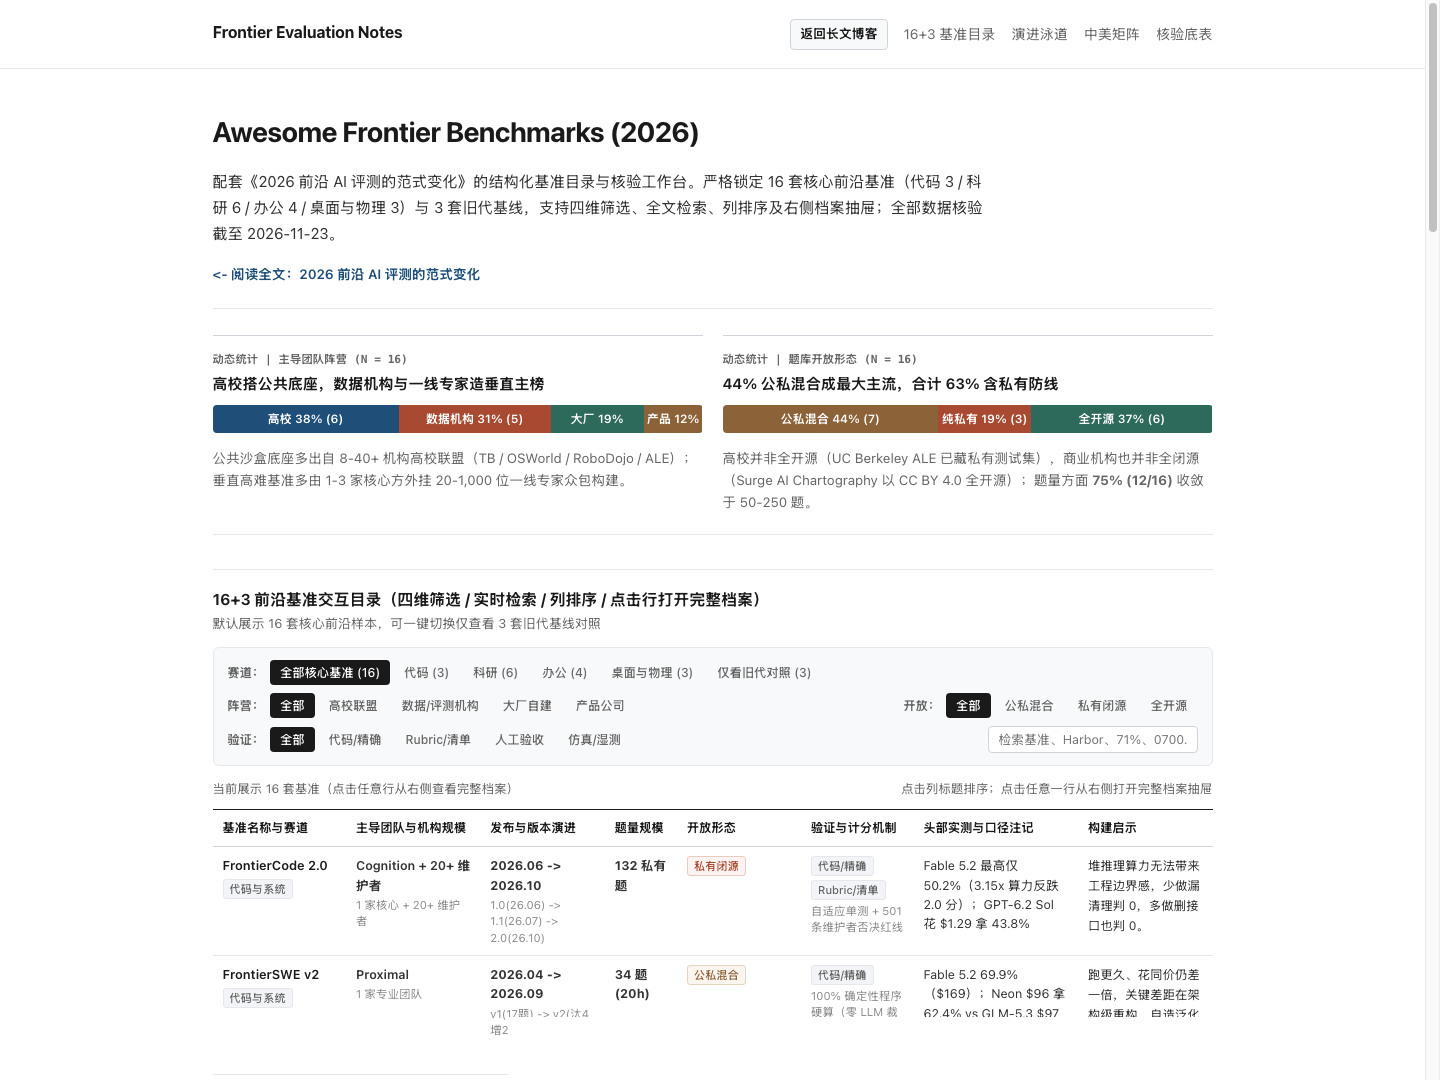 Frontier Evaluation Notes
返回长文博客
16+3 基准目录
演进泳道
中美矩阵
核验底表
Awesome Frontier Benchmarks (2026)
配套《2026 前沿 AI 评测的范式变化》的结构化基准目录与核验工作台。严格锁定 16 套核心前沿基准（代码 3 / 科
研 6 / 办公 4 / 桌面与物理 3）与 3 套旧代基线，支持四维筛选、全文检索、列排序及右侧档案抽屉；全部数据核验
截至 2026-11-23。
<- 阅读全文：2026 前沿 AI 评测的范式变化
动态统计 | 主导团队阵营 (N = 16)
高校搭公共底座，数据机构与一线专家造垂直主榜
高校 38% (6)
数据机构 31% (5)
大厂 19%
产品 12%
公共沙盒底座多出自 8-40+ 机构高校联盟（TB / OSWorld / RoboDojo / ALE）；
垂直高难基准多由 1-3 家核心方外挂 20-1,000 位一线专家众包构建。
动态统计 | 题库开放形态 (N = 16)
44% 公私混合成最大主流，合计 63% 含私有防线
公私混合 44% (7)
纯私有 19% (3)
全开源 37% (6)
高校并非全开源（UC Berkeley ALE 已藏私有测试集），商业机构也并非全闭源
（Surge AI Chartography 以 CC BY 4.0 全开源）；题量方面 75% (12/16) 收敛
于 50-250 题。
16+3 前沿基准交互目录（四维筛选 / 实时检索 / 列排序 / 点击行打开完整档案）
默认展示 16 套核心前沿样本，可一键切换仅查看 3 套旧代基线对照
赛道： 全部核心基准 (16) 代码 (3) 科研 (6) 办公 (4) 桌面与物理 (3) 仅看旧代对照 (3)
阵营： 全部 高校联盟 数据/评测机构 大厂自建 产品公司
开放： 全部 公私混合 私有闭源 全开源
验证： 全部 代码/精确 Rubric/清单 人工验收 仿真/湿测
检索基准、Harbor、71%、0700.
当前展示 16 套基准（点击任意行从右侧查看完整档案）
点击列标题排序；点击任意一行从右侧打开完整档案抽屉
基准名称与赛道
主导团队与机构规模
发布与版本演进
题量规模
开放形态
验证与计分机制
头部实测与口径注记
构建启示
FrontierCode 2.0
代码与系统
Cognition + 20+ 维
护者
1 家核心 + 20+ 维护
者
2026.06 ->
2026.10
1.0(26.06) ->
1.1(26.07) ->
2.0(26.10)
132 私有
题
私有闭源
代码/精确
Rubric/清单
自适应单测 + 501
条维护者否决红线
Fable 5.2 最高仅
50.2%（3.15x 算力反跌
2.0 分）；GPT-6.2 Sol
花 $1.29 拿 43.8%
堆推理算力无法带来
工程边界感，少做漏
清理判 0，多做删接
口也判 0。
FrontierSWE v2
代码与系统
Proximal
1 家专业团队
2026.04 ->
2026.09
v1(17题) -> v2(汰4
增2
34 题
(20h)
公私混合
代码/精确
100% 确定性程序
硬算（零 LLM 裁
Fable 5.2 69.9%
（$169）；Neon $96 拿
62.4% vs GLM-5.3 $97
跑更久、花同价仍差
一倍，关键差距在架
构级重构、自造泛化